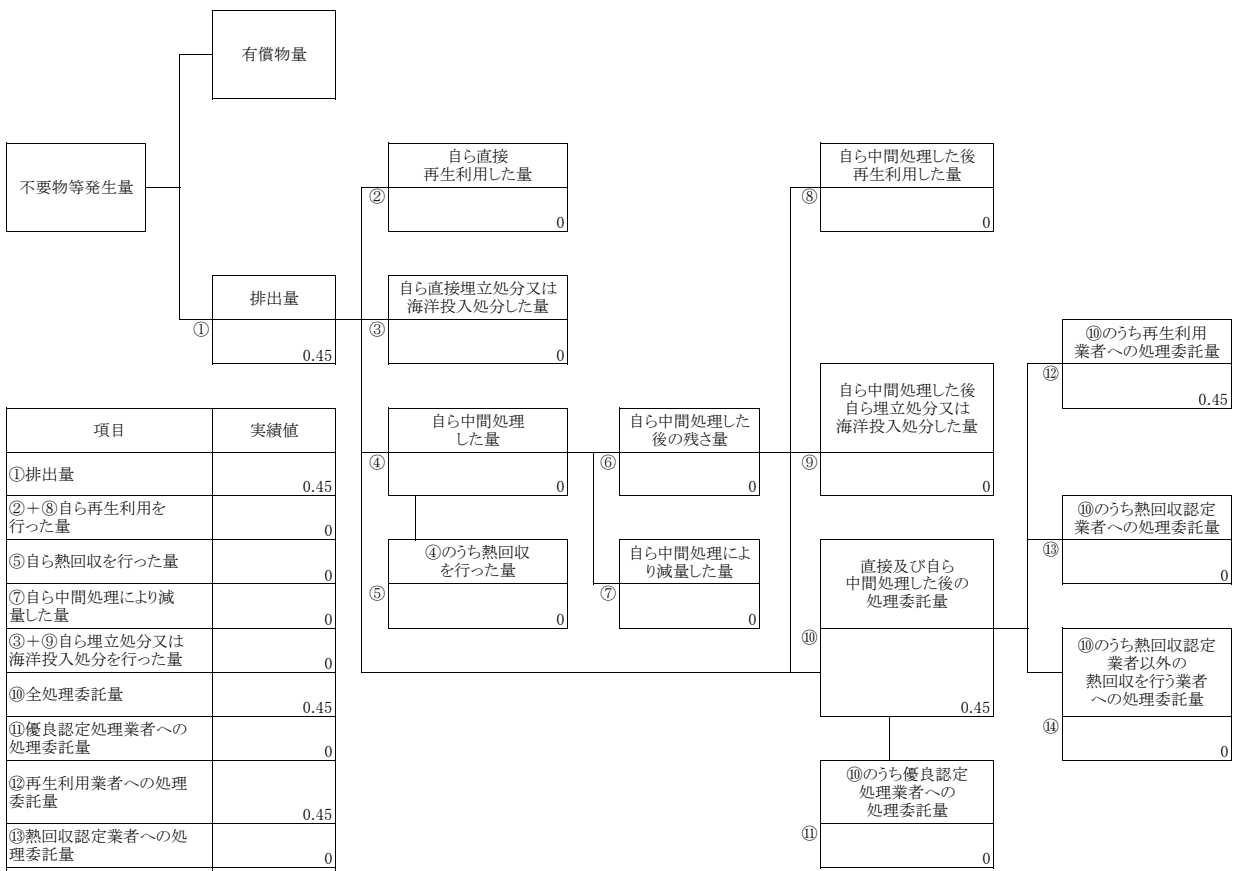 有償物量
不要物等発生量
排出量
①
0.45
自ら直接
再生利用した量
②
0
自ら直接埋立処分又は
海洋投入処分した量
③
0
自ら中間処理
した量
④
0
④のうち熱回収
を行った量
⑤
0
自ら中間処理した
後の残さ量
⑥
0
自ら中間処理によ
り減量した量
⑦
0
自ら中間処理した後
再生利用した量
⑧
0
自ら中間処理した後
自ら埋立処分又は
海洋投入処分した量
⑨
0
直接及び自ら
中間処理した後の
処理委託量
⑩
0.45
⑩のうち優良認定
処理業者への
処理委託量
⑪
0
⑩のうち再生利用
業者への処理委託量
⑫
0.45
⑩のうち熱回収認定
業者への処理委託量
⑬
0
⑩のうち熱回収認定
業者以外の
熱回収を行う業者
への処理委託量
⑭
0
項目 実績値
①排出量 0.45
②+⑧自ら再生利用を
行った量 0
⑤自ら熱回収を行った量 0
⑦自ら中間処理により減
量した量 0
③+⑨自ら埋立処分又は
海洋投入処分を行った量 0
⑩全処理委託量 0.45
⑪優良認定処理業者への
処理委託量 0
⑫再生利用業者への処理
委託量 0.45
⑬熱回収認定業者への処
理委託量 0